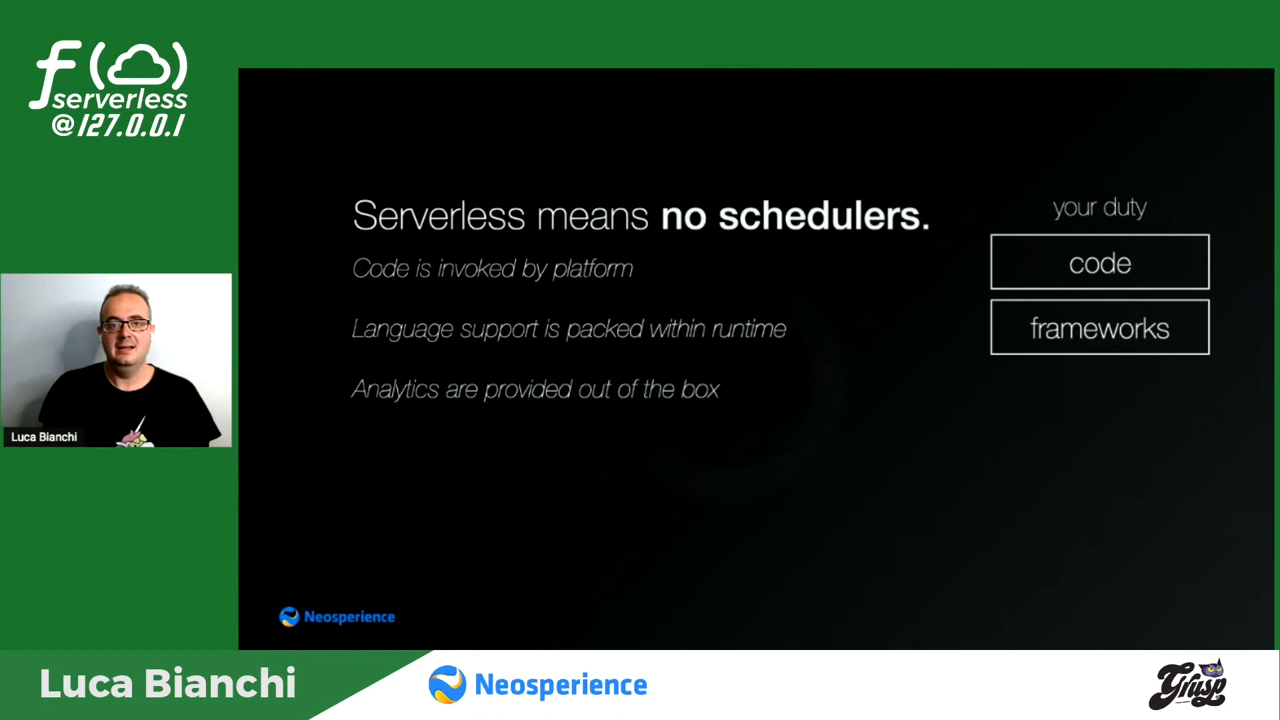 f()
serverless
@127.0.0.1
Serverless means no schedulers.
Code is invoked by platform
Language support is packed within runtime
Analytics are provided out of the box
your duty
code
frameworks
Luca Bianchi
Neosperience
Luca Bianchi
Neosperience
Grusp